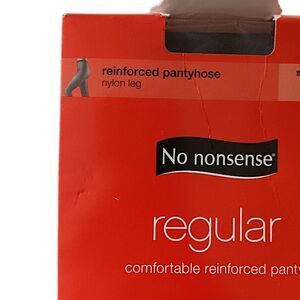 reinforced pantyhose
nylon leg
s
No nonsense®
regular
comfortable reinforced panty